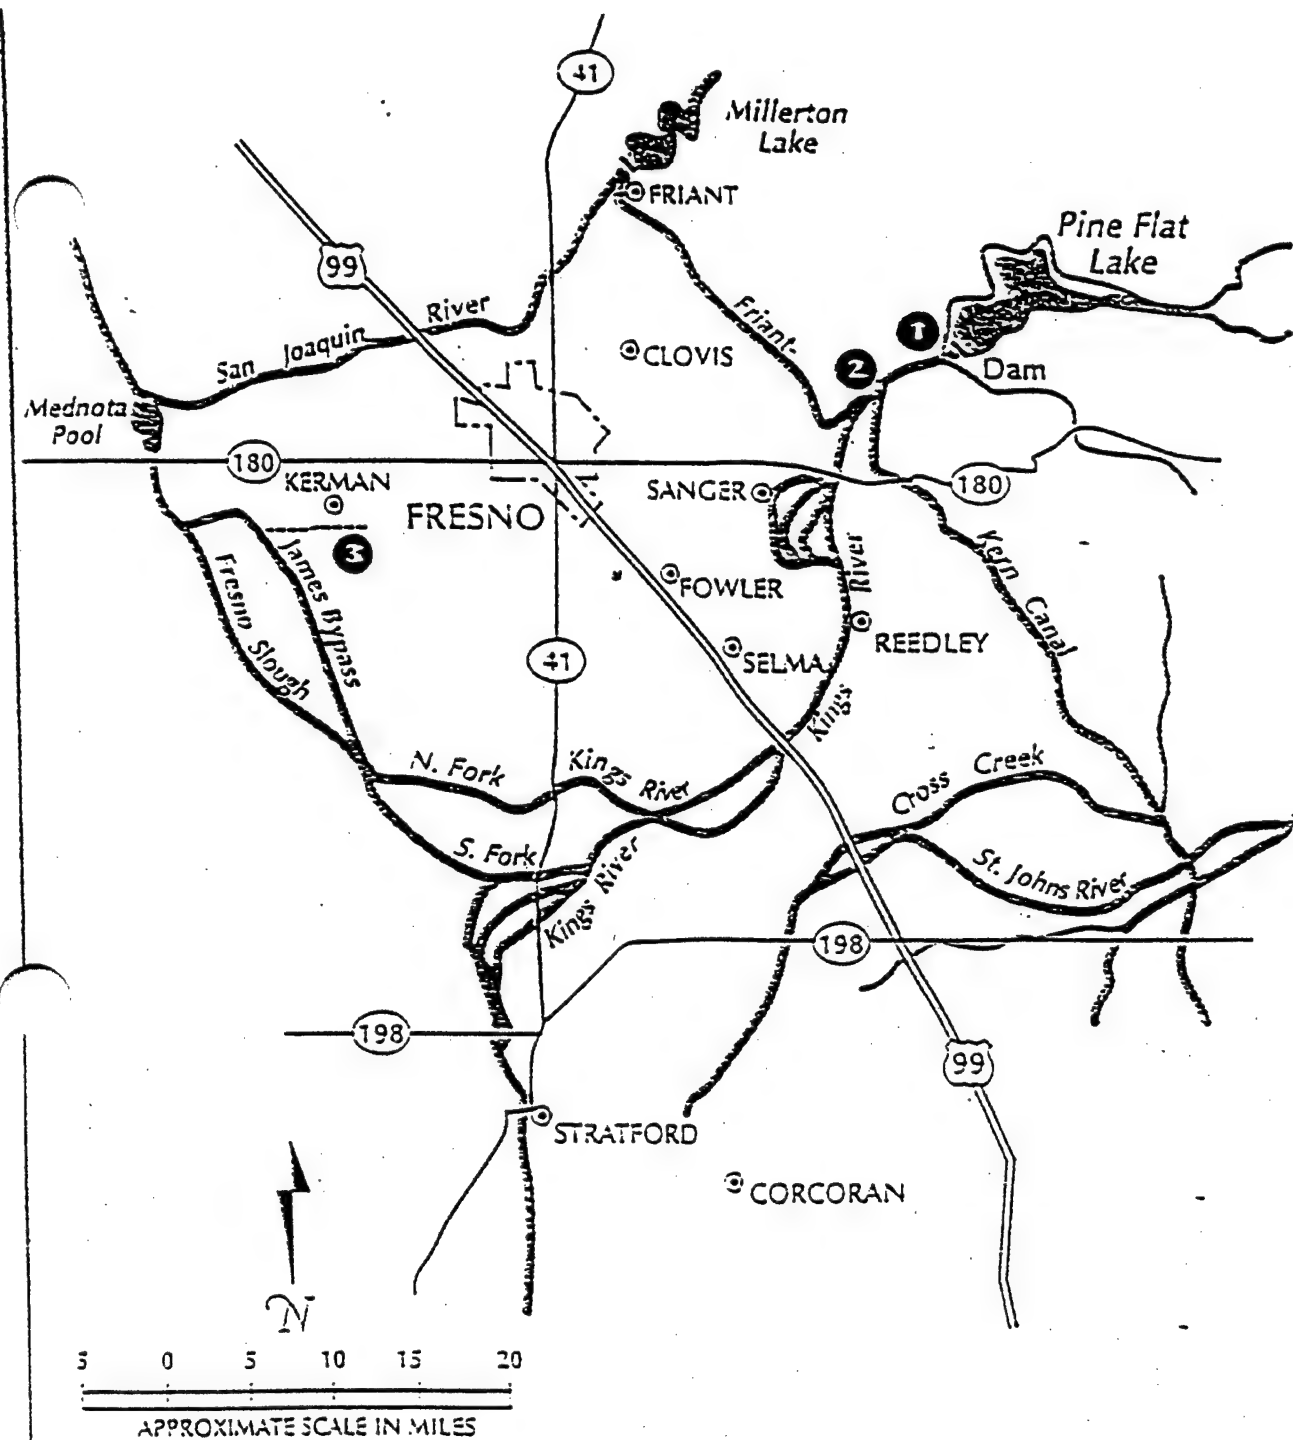 41
Millerton
Lake
FRIANT
Pine Flat
Lake
99
River
Joaquin
San
Friant-
1
CLOVIS
2
Dam
Mednota
Pool
180
KERMAN
SANGER
180
FRESNO
3
James Bypass
Fresno Slough
Kern Canal
River
FOWLER
REEDLEY
41
SELMA
Kings
N. Fork
Kings
River
Cross Creek
S. Fork
Kings River
St. Johns River
198
198
99
STRATFORD
CORCORAN
N
5 0 5 10 15 20
APPROXIMATE SCALE IN MILES